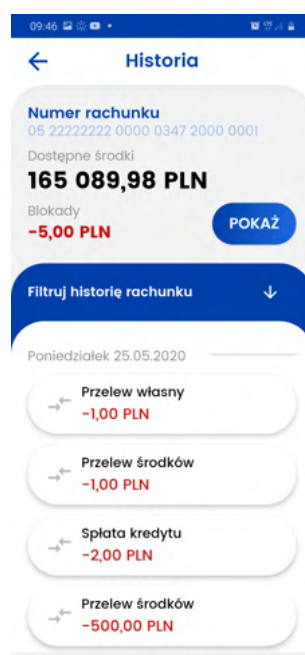 09:46
Historia
Numer rachunku
05 22222222 0000 0347 2000 0001
Dostępne środki
165 089,98 PLN
Blokady
-5,00 PLN
POKAŻ
Filtruj historię rachunku
Poniedziałek 25.05.2020
Przelew własny
-1,00 PLN
Przelew środków
-1,00 PLN
Spłata kredytu
-2,00 PLN
Przelew środków
-500,00 PLN